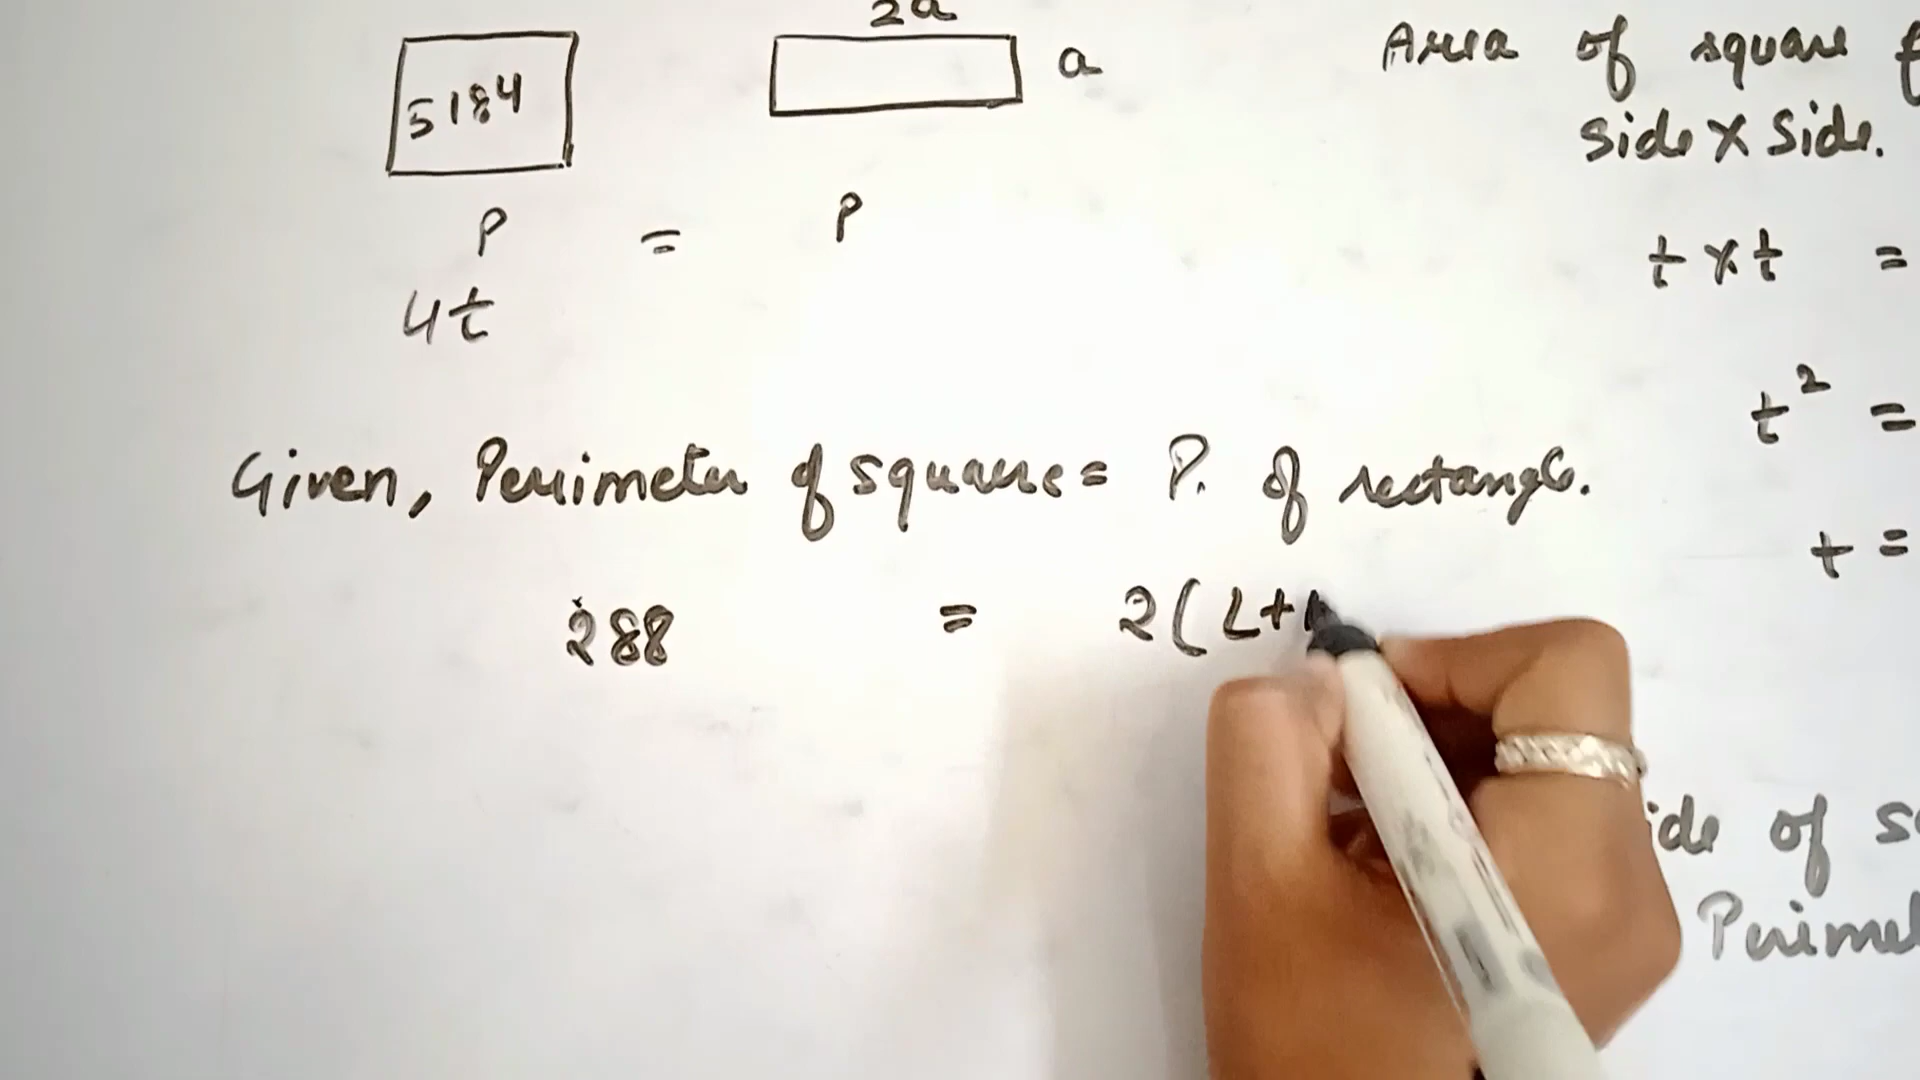 2a
5184
a
P = P
4t
Given, Perimeter of square = P. of rectangle.
288 = 2(L+
Area of square
side x side.
t x t =
t² =
t =
ide of
Perime